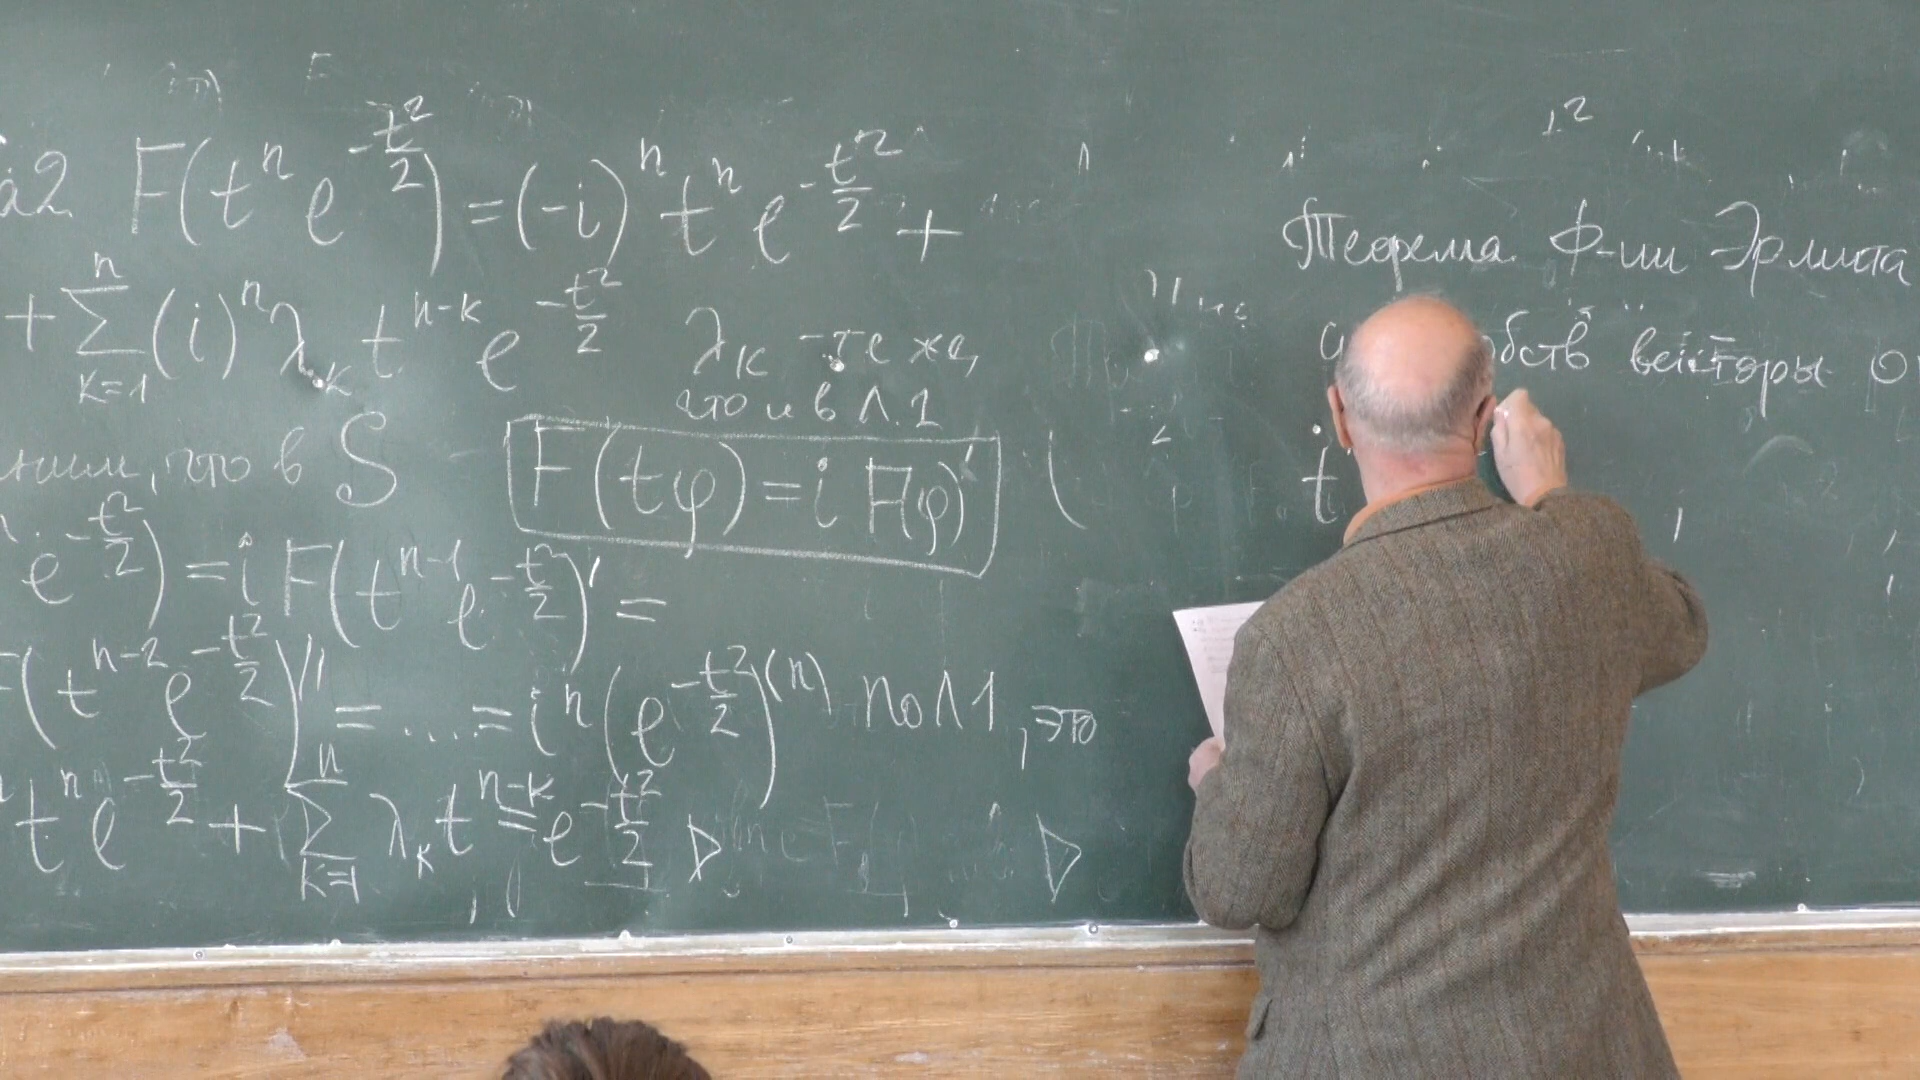 а2. F(tⁿ e^{-t²/2}) = (-i)ⁿ tⁿ e^{-t²/2} +
+ ∑_{k=1}^{n} (i)ⁿ λ_k t^{n-k} e^{-t²/2} λ_k - те же,
что и в Л.1
ним, что в S F(tφ) = i F(φ)′
e^{-t²/2}) = i F(t^{n-1} e^{-t²/2})′ =
(t^{n-2} e^{-t²/2})″ = .... = iⁿ (e^{-t²/2})^{(n)} по Л1, это
tⁿ e^{-t²/2} + ∑_{k=1}^{n} λ_k t^{n-k} e^{-t²/2} ▷
Теорема. Ф-ии Эрмита
собств векторы
t